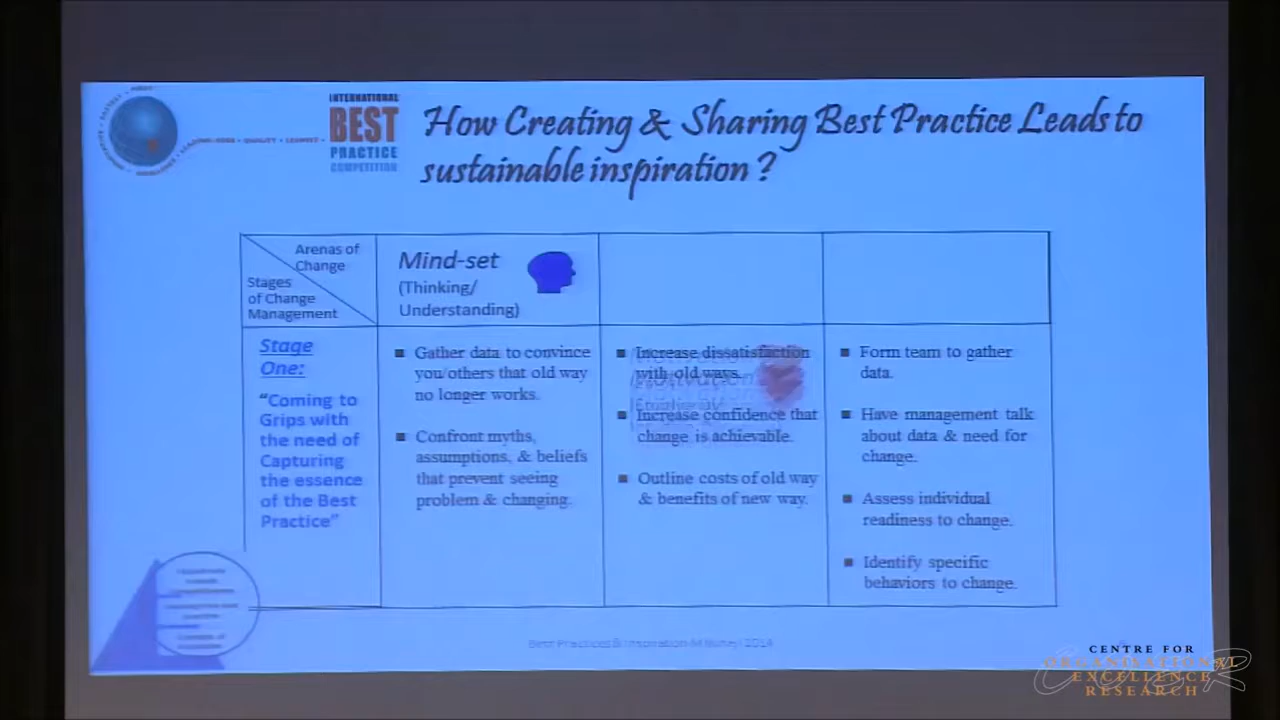 INTERNATIONAL
BEST
PRACTICE
COMPETITION
How Creating & Sharing Best Practice Leads to
sustainable inspiration ?
Arenas of
Change
Stages
of Change
Management
Mind-set
(Thinking/
Understanding)
Stage
One:
“Coming to
Grips with
the need of
Capturing
the essence
of the Best
Practice”
Gather data to convince
you/others that old way
no longer works.
Confront myths,
assumptions, & beliefs
that prevent seeing
problem & changing.
Increase dissatisfaction
with old ways.
Motivation
Increase confidence that
change is achievable.
Outline costs of old way
& benefits of new way.
Form team to gather
data.
Have management talk
about data & need for
change.
Assess individual
readiness to change.
Identify specific
behaviors to change.
Best Practices & Inspiration-M 2014
CENTRE FOR
ORGANISATIONAL
EXCELLENCE
RESEARCH